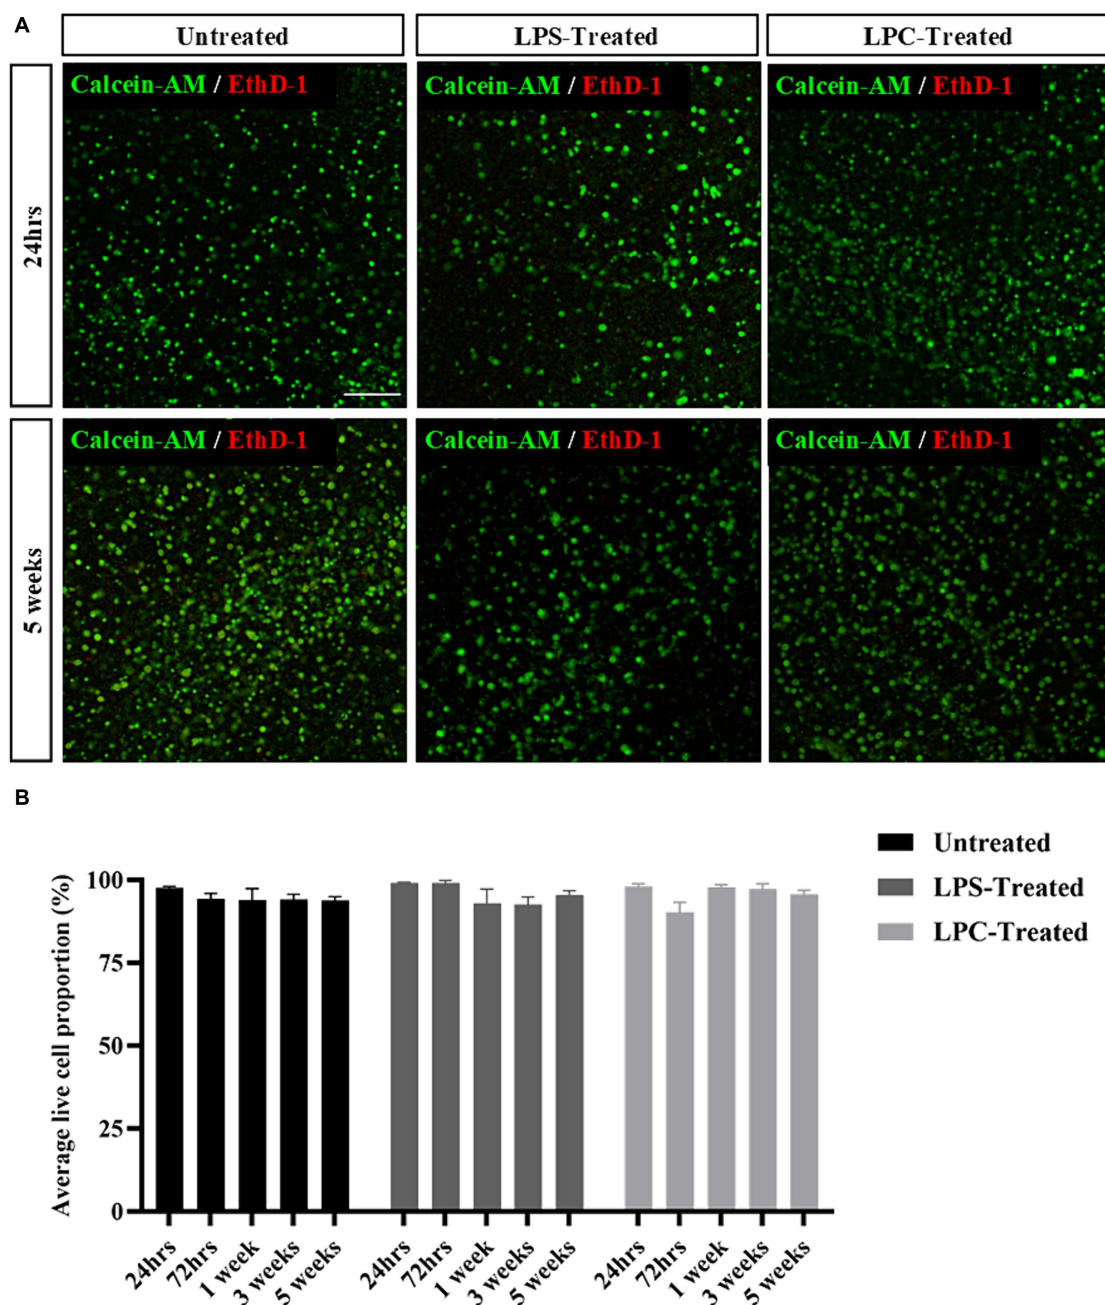 A
Untreated
LPS-Treated
LPC-Treated
24hrs
Calcein-AM / EthD-1
Calcein-AM / EthD-1
Calcein-AM / EthD-1
5 weeks
Calcein-AM / EthD-1
Calcein-AM / EthD-1
Calcein-AM / EthD-1
B
Untreated
LPS-Treated
LPC-Treated
Average live cell proportion (%)
100
75
50
25
0
24hrs
72hrs
1 week
3 weeks
5 weeks
24hrs
72hrs
1 week
3 weeks
5 weeks
24hrs
72hrs
1 week
3 weeks
5 weeks